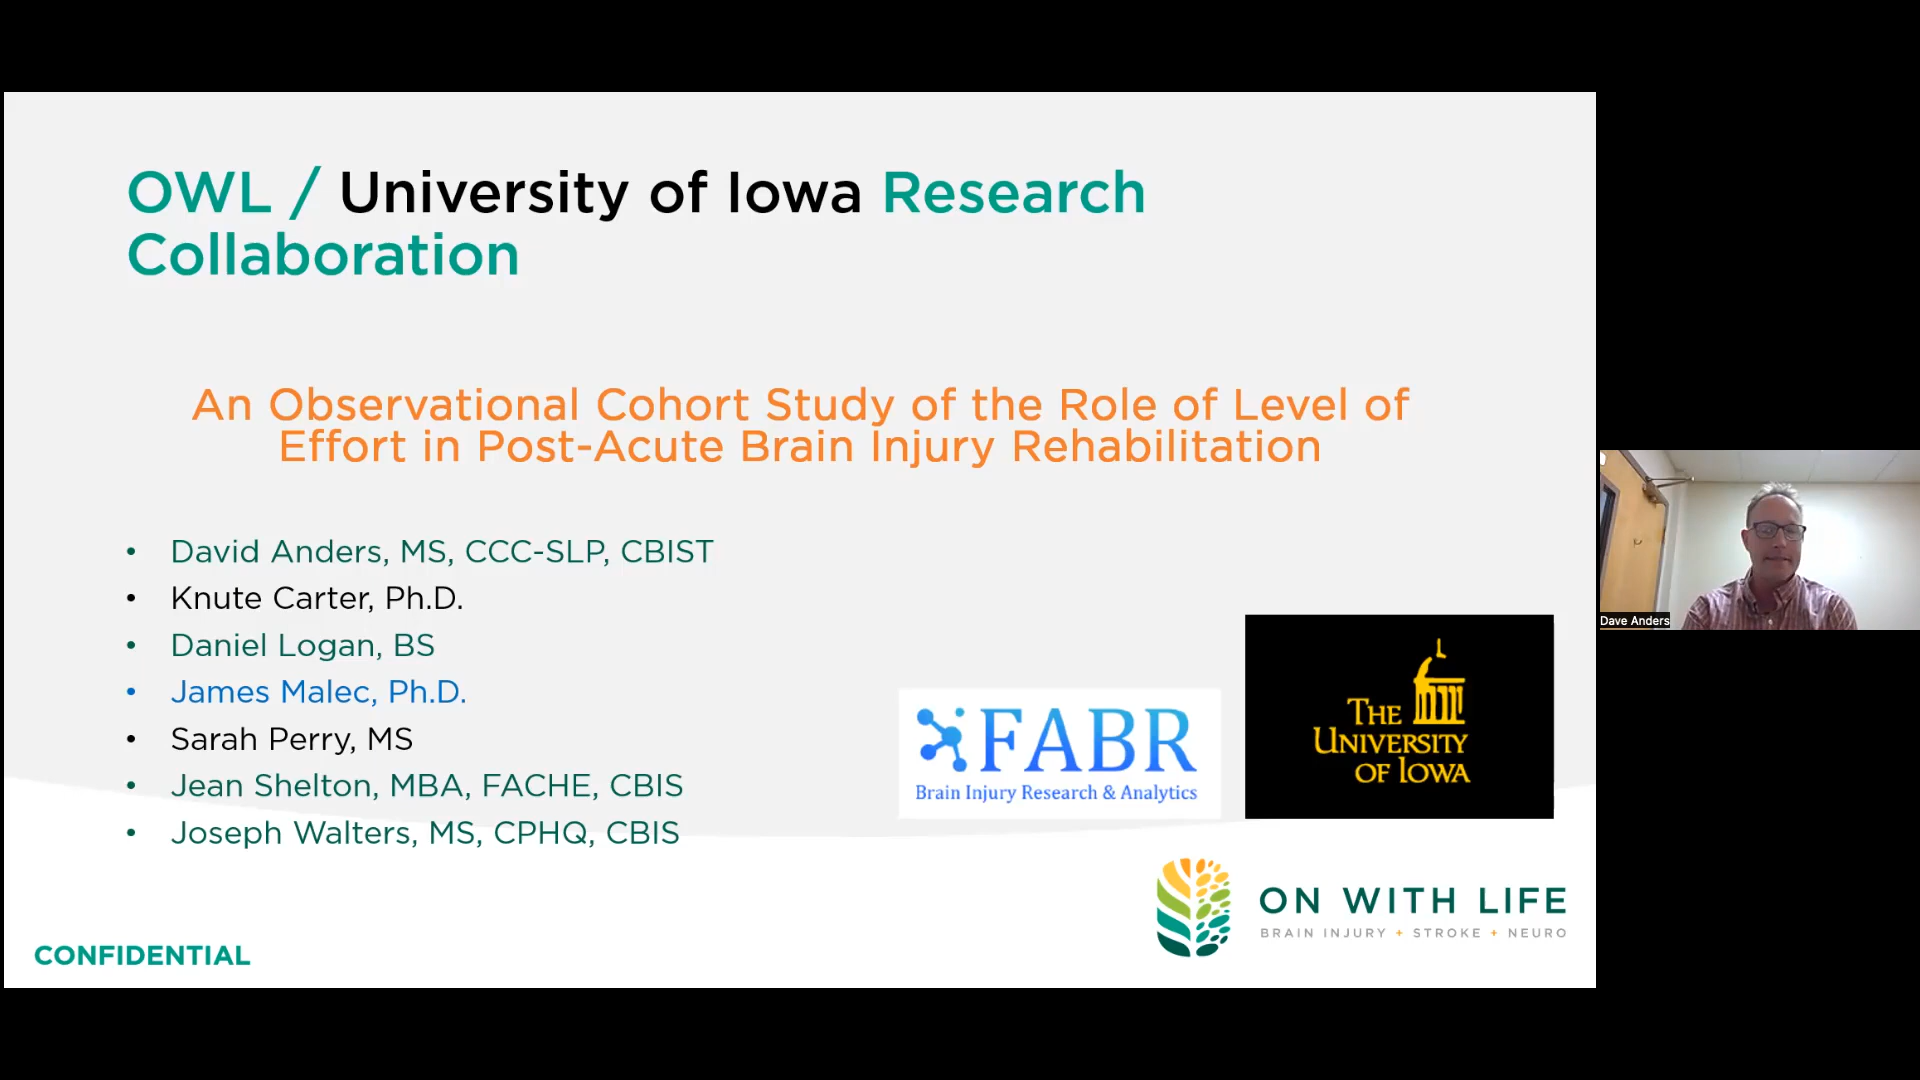 OWL / University of Iowa Research
Collaboration
An Observational Cohort Study of the Role of Level of
Effort in Post-Acute Brain Injury Rehabilitation
• David Anders, MS, CCC-SLP, CBIST
• Knute Carter, Ph.D.
• Daniel Logan, BS
• James Malec, Ph.D.
• Sarah Perry, MS
• Jean Shelton, MBA, FACHE, CBIS
• Joseph Walters, MS, CPHQ, CBIS
FABR
Brain Injury Research & Analytics
THE
UNIVERSITY
OF IOWA
ON WITH LIFE
BRAIN INJURY + STROKE + NEURO
CONFIDENTIAL
Dave Anders